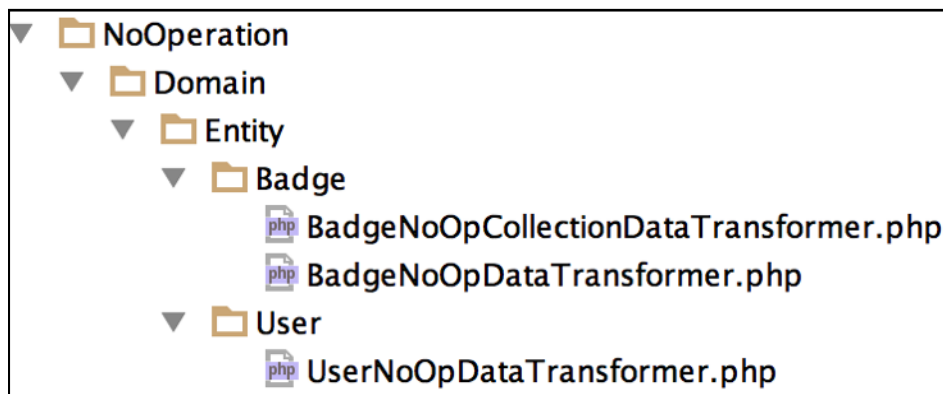 NoOperation
Domain
Entity
Badge
php BadgeNoOpCollectionDataTransformer.php
php BadgeNoOpDataTransformer.php
User
php UserNoOpDataTransformer.php